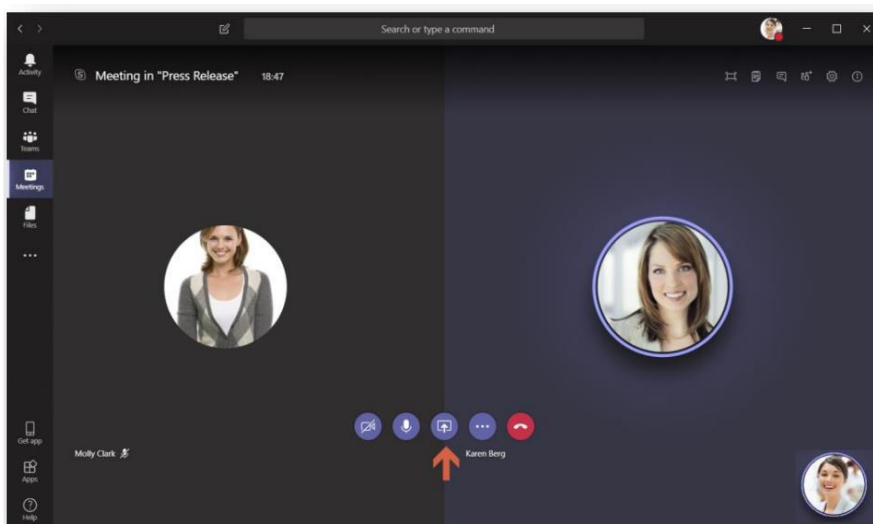 Search or type a command
Activity
Meeting in "Press Release" 18:47
Chat
Teams
Meetings
Files
Get app
Molly Clark
Karen Berg
Apps
Help